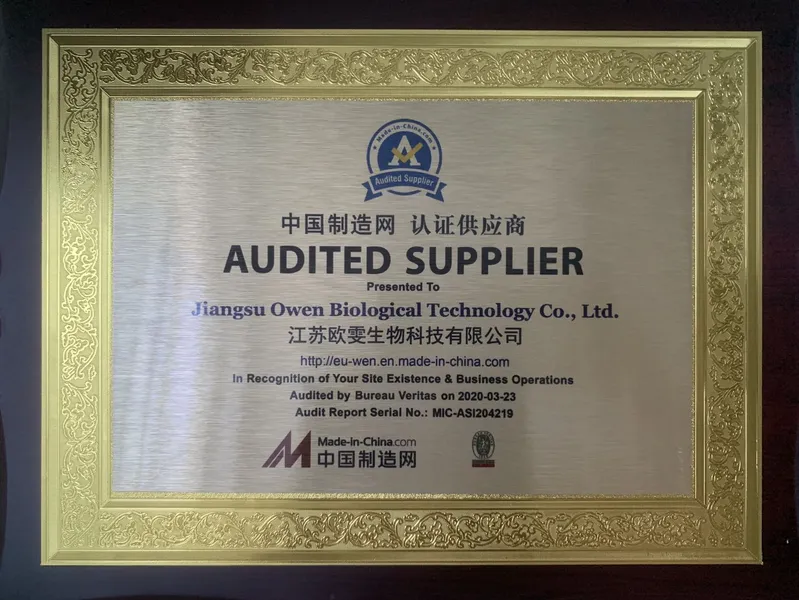 Made-in-China.com
Audited Supplier
中国制造网 认证供应商
AUDITED SUPPLIER
Presented To
Jiangsu Owen Biological Technology Co., Ltd.
江苏欧雯生物科技有限公司
http://eu-wen.en.made-in-china.com
In Recognition of Your Site Existence & Business Operations
Audited by Bureau Veritas on 2020-03-23
Audit Report Serial No.: MIC-ASI204219
Made-in-China.com
中国制造网